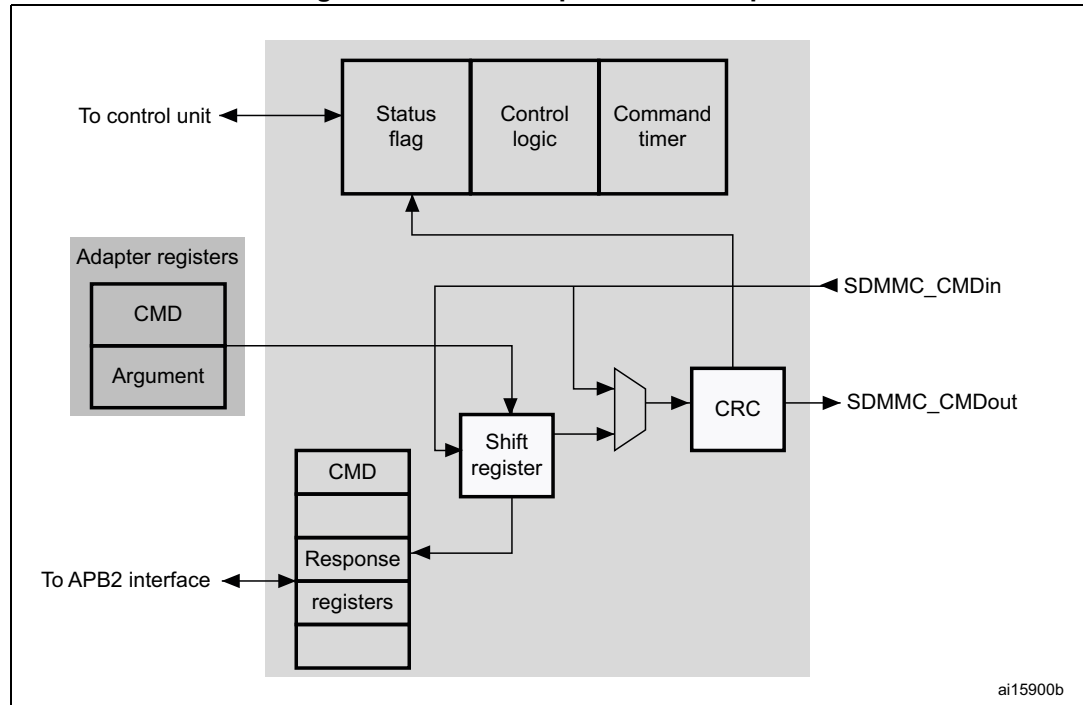 To control unit
Status
flag
Control
logic
Command
timer
Adapter registers
CMD
Argument
SDMMC_CMDin
CRC
SDMMC_CMDout
Shift
register
CMD
Response
registers
To APB2 interface
ai15900b